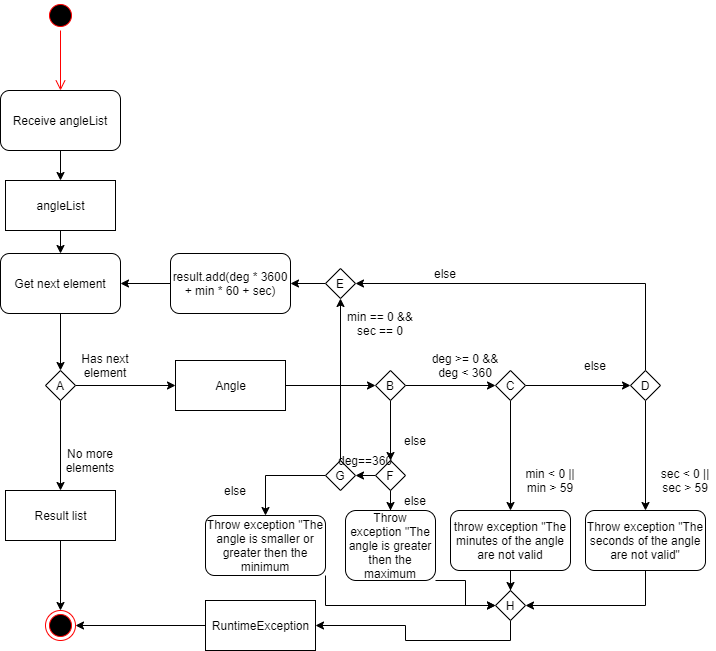 Receive angleList
angleList
Get next element
result.add(deg * 3600
+ min * 60 + sec)
E
else
min == 0 &&
sec == 0
Has next
element
A
Angle
B
deg >= 0 &&
deg < 360
C
else
D
else
No more
elements
deg==360
G
F
else
else
min < 0 ||
min > 59
sec < 0 ||
sec > 59
Result list
Throw exception "The
angle is smaller or
greater then the
minimum
Throw
exception "The
angle is greater
then the
maximum
throw exception "The
minutes of the angle
are not valid
Throw exception "The
seconds of the angle
are not valid"
H
RuntimeException